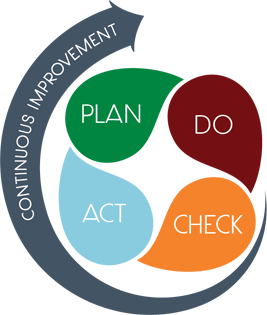 CONTINUOUS IMPROVEMENT
PLAN
DO
ACT
CHECK